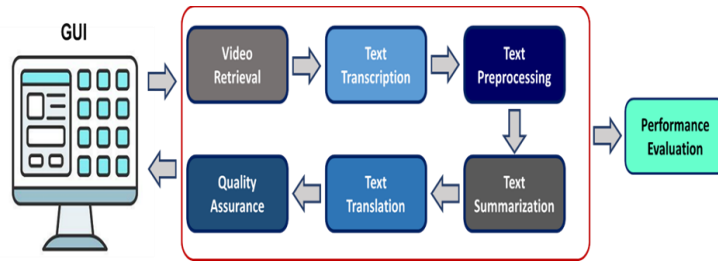 GUI
Video
Retrieval
Text
Transcription
Text
Preprocessing
Performance
Evaluation
Quality
Assurance
Text
Translation
Text
Summarization